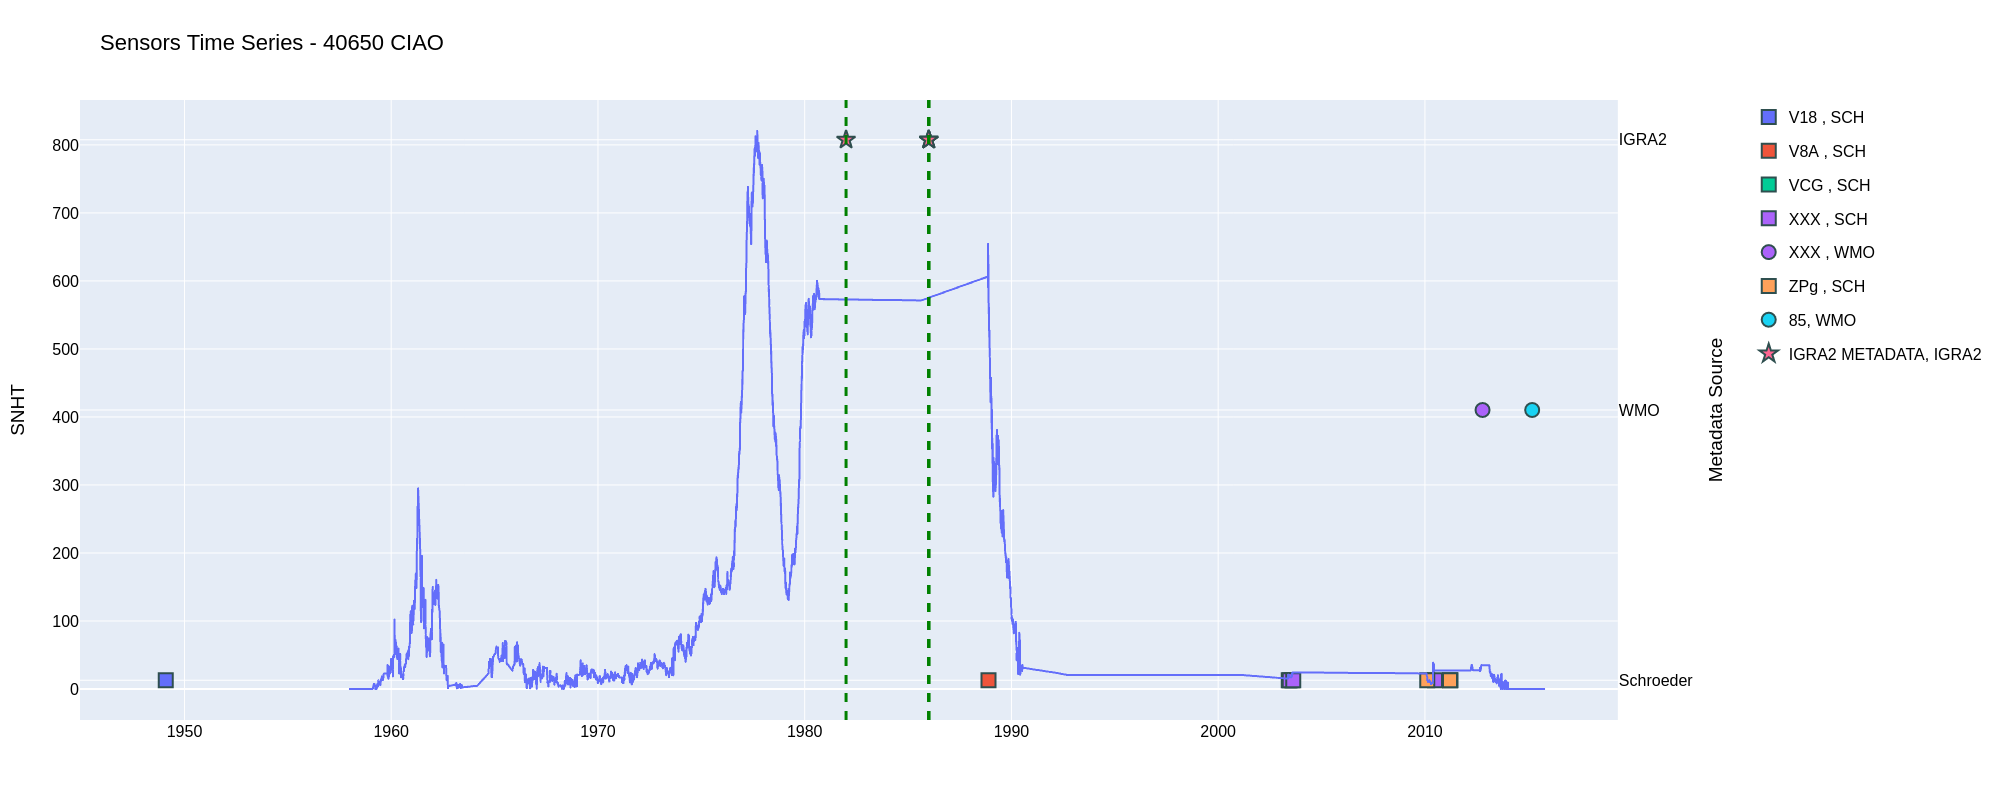 Sensors Time Series - 40650 CIAO
V18 , SCH
V8A , SCH
VCG , SCH
XXX , SCH
XXX , WMO
ZPg , SCH
85, WMO
IGRA2 METADATA, IGRA2
SNHT
800
700
600
500
400
300
200
100
0
IGRA2
WMO
Schroeder
Metadata Source
1950
1960
1970
1980
1990
2000
2010